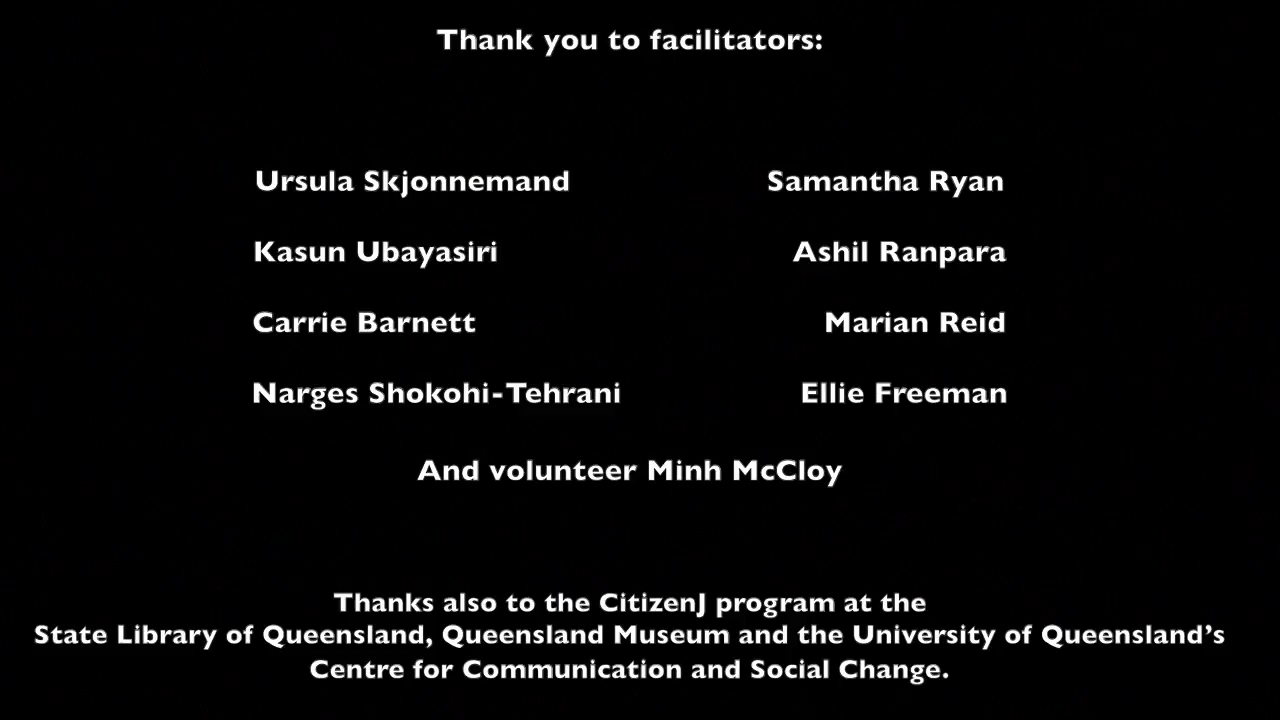 Thank you to facilitators:
Ursula Skjonnemand Samantha Ryan
Kasun Ubayasiri Ashil Ranpara
Carrie Barnett Marian Reid
Narges Shokohi-Tehrani Ellie Freeman
And volunteer Minh McCloy
Thanks also to the CitizenJ program at the
State Library of Queensland, Queensland Museum and the University of Queensland’s
Centre for Communication and Social Change.